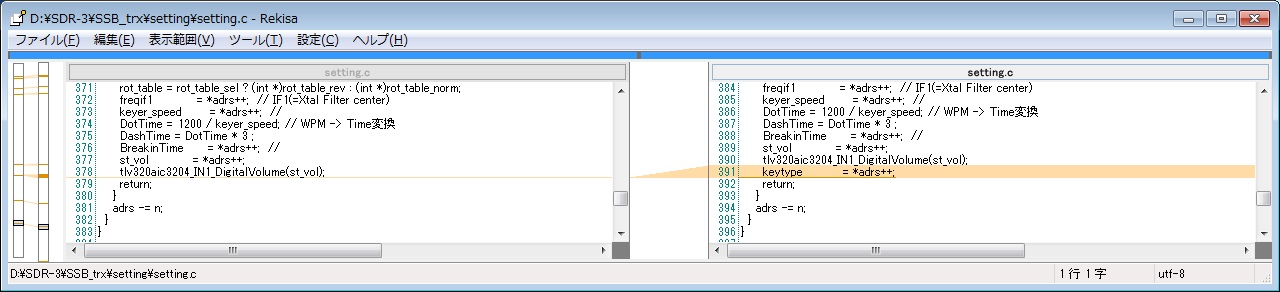 D:¥SDR-3¥SSB_trx¥setting¥setting.c - Rekisa
ファイル(F) 編集(E) 表示範囲(V) ツール(T) 設定(C) ヘルプ(H)
setting.c
371 rot_table = rot_table_sel ? (int *)rot_table_rev : (int *)rot_table_norm;
372 freqif1 = *adrs++; // IF1(=Xtal Filter center)
373 keyer_speed = *adrs++; //
374 DotTime = 1200 / keyer_speed; // WPM -> Time変換
375 DashTime = DotTime * 3 ;
376 BreakinTime = *adrs++; //
377 st_vol = *adrs++;
378 tlv320aic3204_IN1_DigitalVolume(st_vol);
379 return;
380 }
381 adrs -= n;
382 }
383 }
setting.c
384 freqif1 = *adrs++; // IF1(=Xtal Filter center)
385 keyer_speed = *adrs++; //
386 DotTime = 1200 / keyer_speed; // WPM -> Time変換
387 DashTime = DotTime * 3 ;
388 BreakinTime = *adrs++; //
389 st_vol = *adrs++;
390 tlv320aic3204_IN1_DigitalVolume(st_vol);
391 keytype = *adrs++;
392 return;
393 }
394 adrs -= n;
395 }
396 }
D:¥SDR-3¥SSB_trx¥setting¥setting.c 1 行 1 字 utf-8